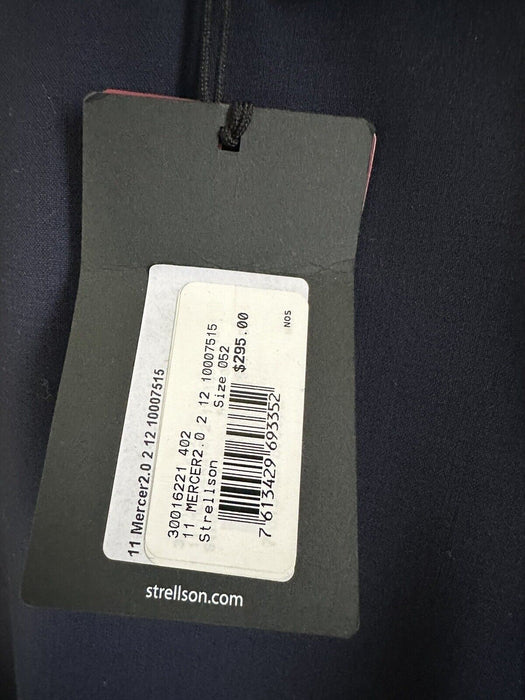 11 Mercer2.0 2 12 10007515
30016221 402
11 MERCER2.0 2 12 10007515
Strellson Size 052
$295.00
7 613429 693352
NOS
strellson.com